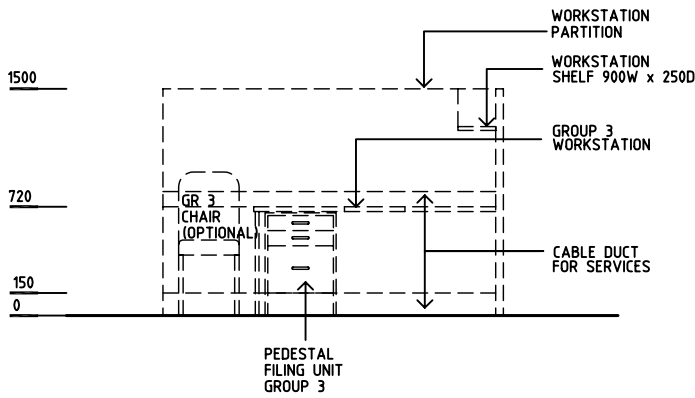 WORKSTATION
PARTITION
WORKSTATION
SHELF 900W x 250D
1500
GROUP 3
WORKSTATION
720
GR 3
CHAIR
(OPTIONAL)
CABLE DUCT
FOR SERVICES
150
0
PEDESTAL
FILING UNIT
GROUP 3